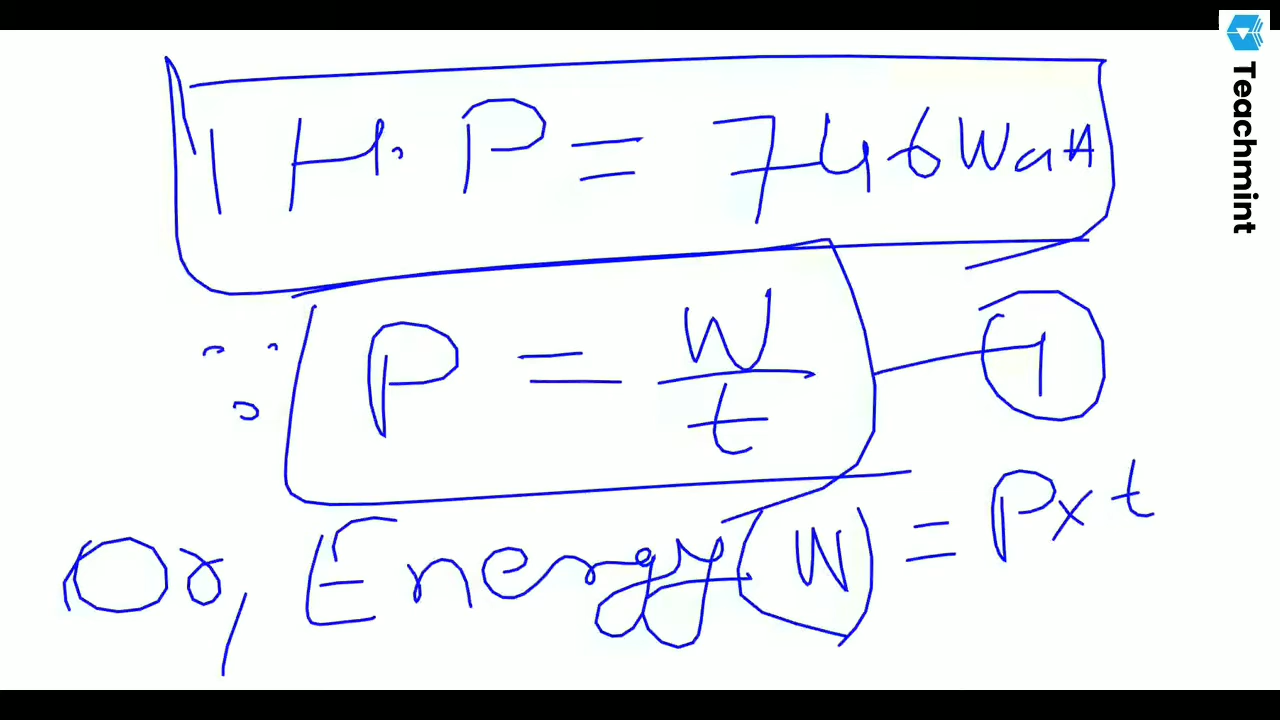 1 H.P = 746 Watt
∵ P = W/t — 1
Or, Energy(W) = P x t
Teachmint